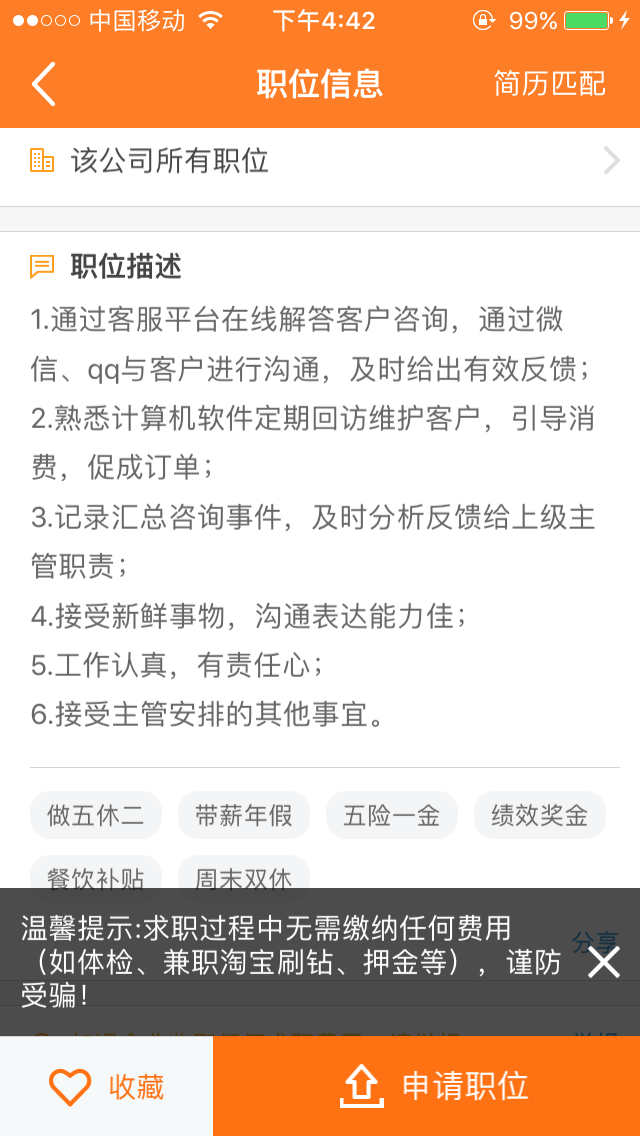 中国移动 下午4:42 99%
职位信息 简历匹配
该公司所有职位
职位描述
1.通过客服平台在线解答客户咨询，通过微
信、qq与客户进行沟通，及时给出有效反馈；
2.熟悉计算机软件定期回访维护客户，引导消
费，促成订单；
3.记录汇总咨询事件，及时分析反馈给上级主
管职责；
4.接受新鲜事物，沟通表达能力佳；
5.工作认真，有责任心；
6.接受主管安排的其他事宜。
做五休二 带薪年假 五险一金 绩效奖金
餐饮补贴 周末双休
温馨提示:求职过程中无需缴纳任何费用
分享
（如体检、兼职淘宝刷钻、押金等），谨防
受骗！
收藏 申请职位